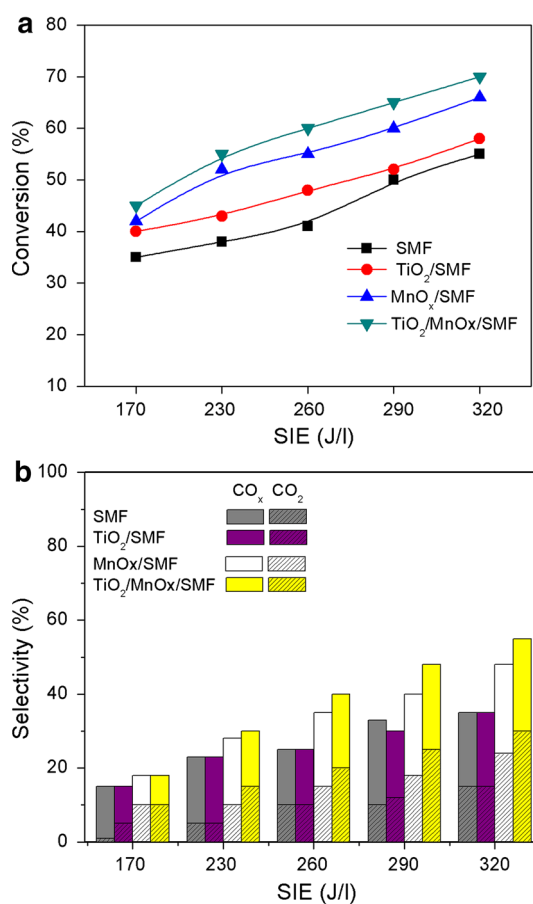 a
80
70
60
50
40
30
20
10
Conversion (%)
SMF
TiO₂/SMF
MnOₓ/SMF
TiO₂/MnOx/SMF
170 230 260 290 320
SIE (J/l)
b
100
80
60
40
20
0
Selectivity (%)
COₓ CO₂
SMF
TiO₂/SMF
MnOx/SMF
TiO₂/MnOx/SMF
170 230 260 290 320
SIE (J/l)